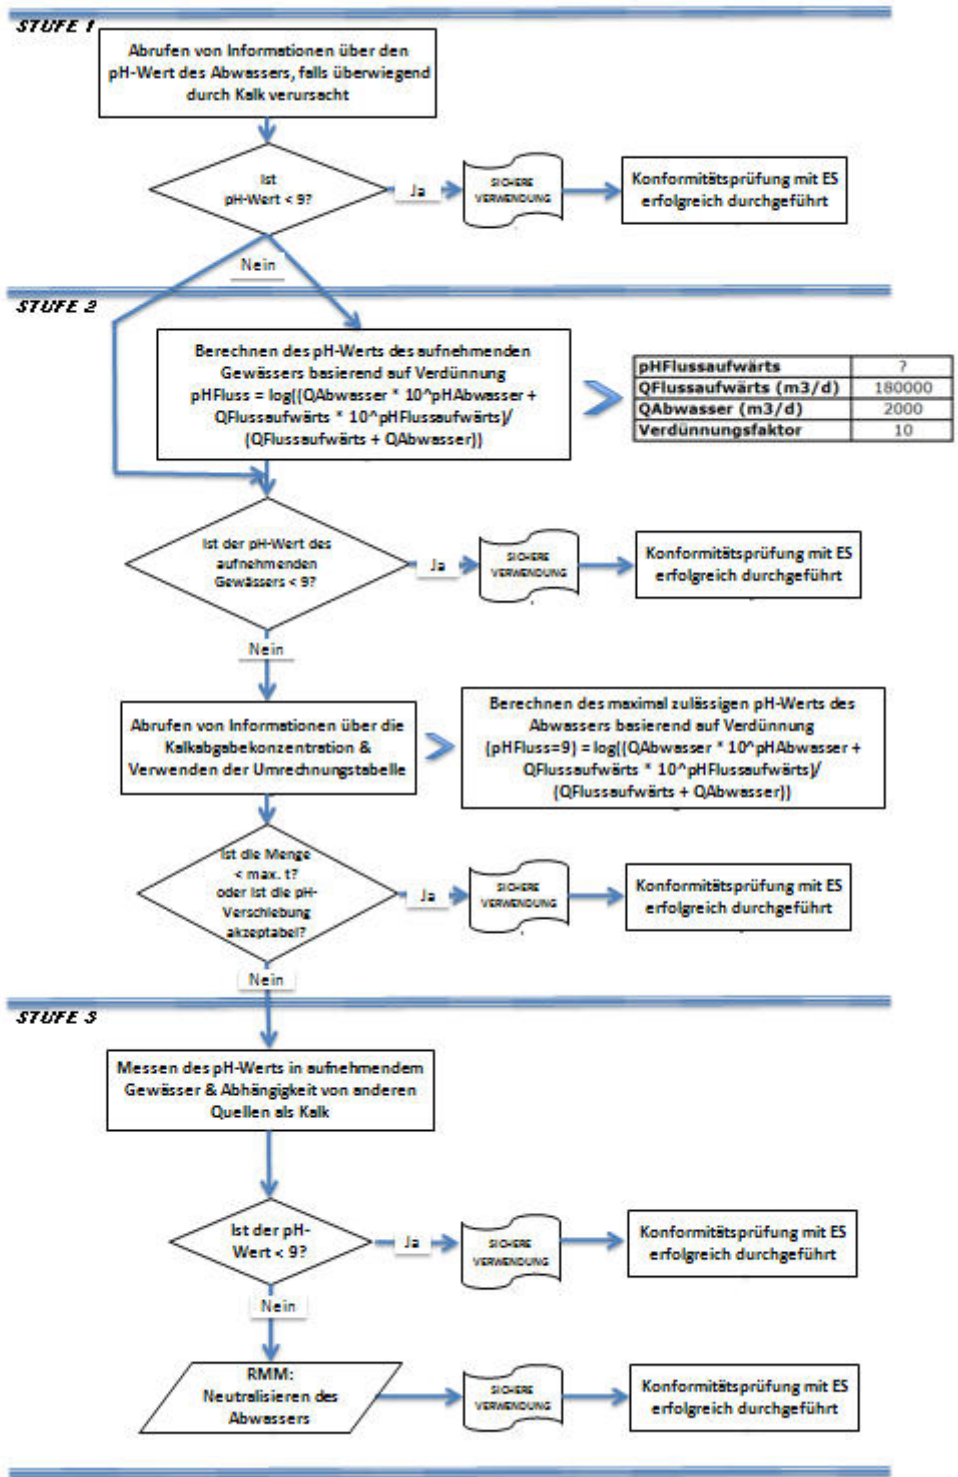 STUFE 1
Abrufen von Informationen über den
pH-Wert des Abwassers, falls überwiegend
durch Kalk verursacht
Ist
pH-Wert < 9?
Ja
SICHERE
VERWENDUNG
Konformitätsprüfung mit ES
erfolgreich durchgeführt
Nein
STUFE 2
Berechnen des pH-Werts des aufnehmenden
Gewässers basierend auf Verdünnung
pHFluss = log((QAbwasser * 10^pHAbwasser +
QFlussaufwärts * 10^pHFlussaufwärts)/
(QFlussaufwärts + QAbwasser))
pHFlussaufwärts ?
QFlussaufwärts (m3/d) 180000
QAbwasser (m3/d) 2000
Verdünnungsfaktor 10
Ist der pH-Wert des
aufnehmenden
Gewässers < 9?
Ja
SICHERE
VERWENDUNG
Konformitätsprüfung mit ES
erfolgreich durchgeführt
Nein
Abrufen von Informationen über die
Kalkabgabekonzentration &
Verwenden der Umrechnungstabelle
Berechnen des maximal zulässigen pH-Werts des
Abwassers basierend auf Verdünnung
(pHFluss=9) = log((QAbwasser * 10^pHAbwasser +
QFlussaufwärts * 10^pHFlussaufwärts)/
(QFlussaufwärts + QAbwasser))
Ist die Menge
< max. t?
oder ist die pH-
Verschiebung
akzeptabel?
Ja
SICHERE
VERWENDUNG
Konformitätsprüfung mit ES
erfolgreich durchgeführt
Nein
STUFE 3
Messen des pH-Werts in aufnehmendem
Gewässer & Abhängigkeit von anderen
Quellen als Kalk
Ist der pH-
Wert < 9?
Ja
SICHERE
VERWENDUNG
Konformitätsprüfung mit ES
erfolgreich durchgeführt
Nein
RMM:
Neutralisieren des
Abwassers
SICHERE
VERWENDUNG
Konformitätsprüfung mit ES
erfolgreich durchgeführt